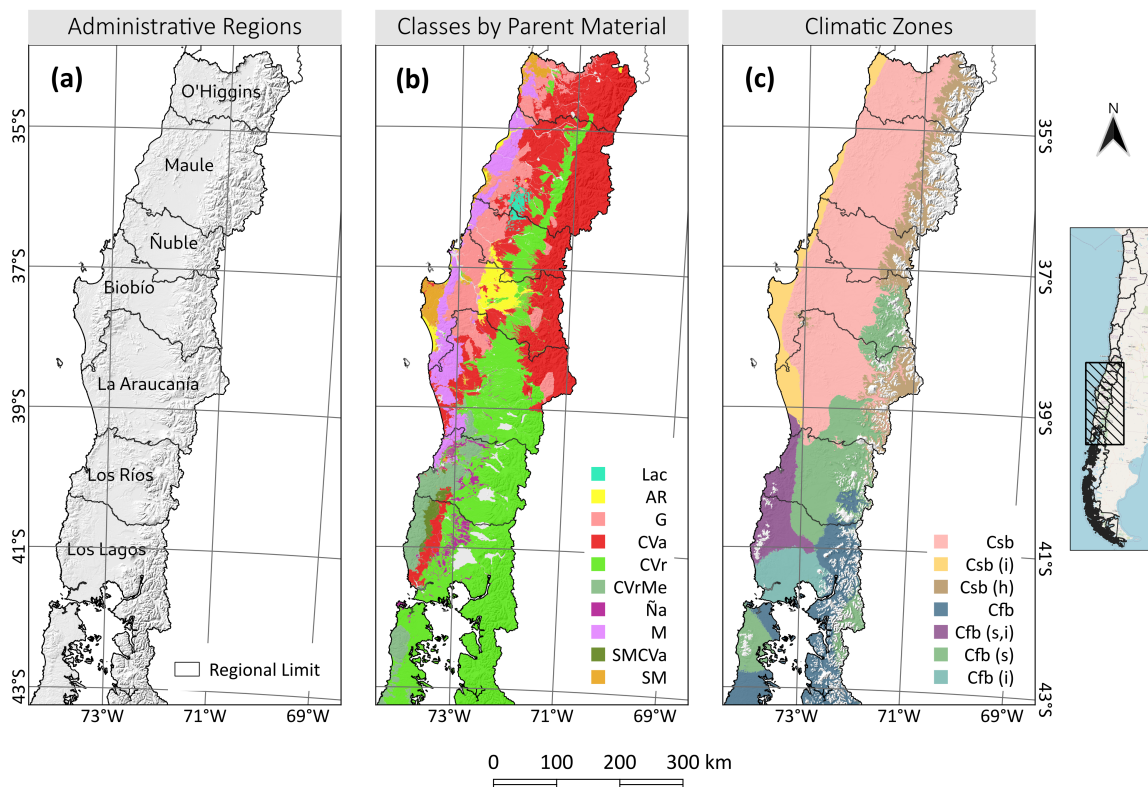 Administrative Regions
Classes by Parent Material
Climatic Zones
(a)
(b)
(c)
N
O'Higgins
Maule
Ñuble
Biobío
La Araucanía
Los Ríos
Los Lagos
35°S
37°S
39°S
41°S
43°S
Regional Limit
Lac
AR
G
CVa
CVr
CVrMe
Ña
M
SMCVa
SM
Csb
Csb (i)
Csb (h)
Cfb
Cfb (s,i)
Cfb (s)
Cfb (i)
35°S
37°S
39°S
41°S
43°S
73°W 71°W 69°W
73°W 71°W 69°W
73°W 71°W 69°W
0 100 200 300 km